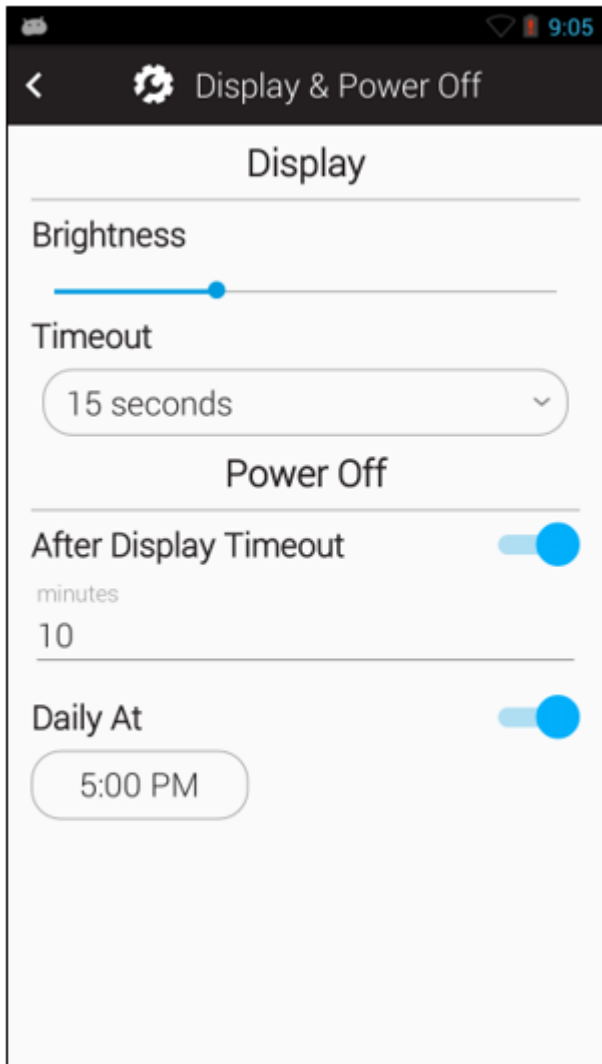 9:05
Display & Power Off
Display
Brightness
Timeout
15 seconds
Power Off
After Display Timeout
minutes
10
Daily At
5:00 PM